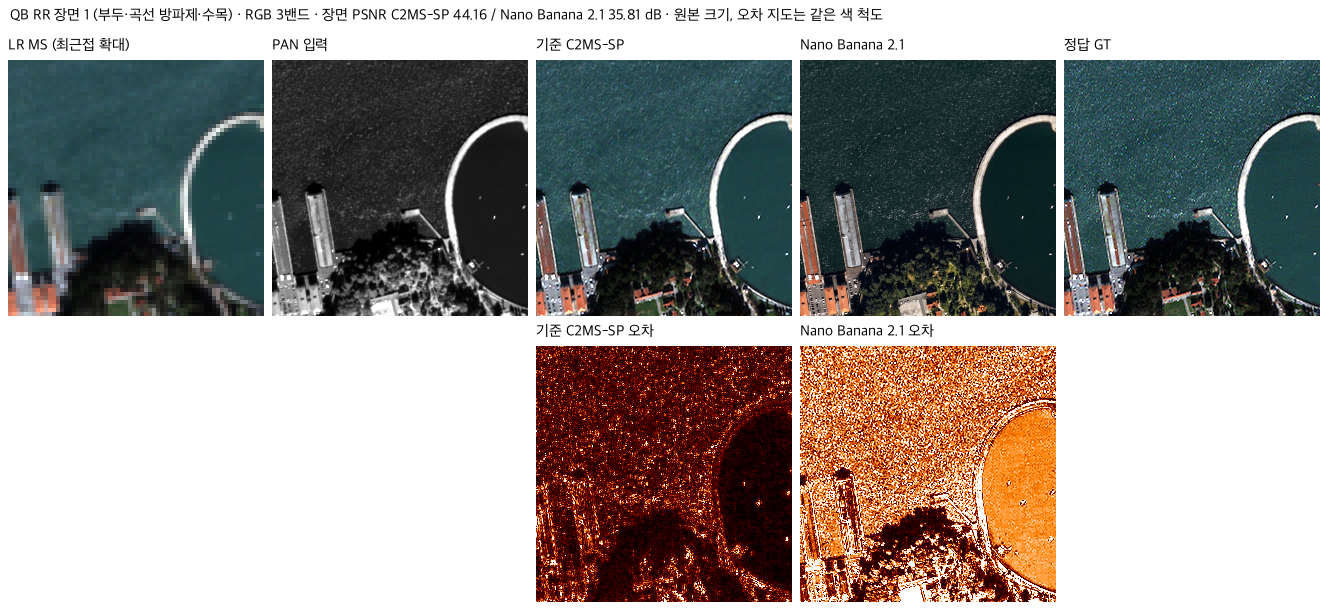 QB RR 장면 1 (부두·곡선 방파제·수목) · RGB 3밴드 · 장면 PSNR C2MS-SP 44.16 / Nano Banana 2.1 35.81 dB · 원본 크기, 오차 지도는 같은 색 척도
LR MS (최근접 확대)
PAN 입력
기준 C2MS-SP
Nano Banana 2.1
정답 GT
기준 C2MS-SP 오차
Nano Banana 2.1 오차